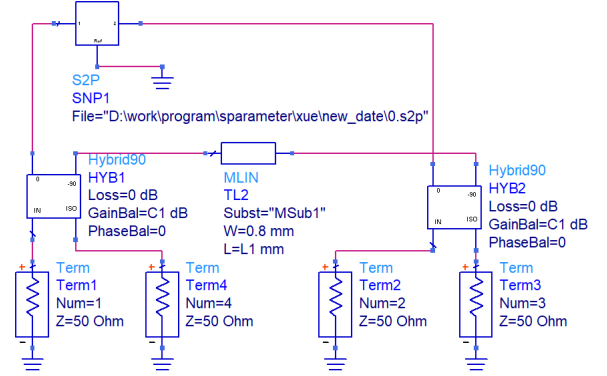 1
2
Ref
S2P
SNP1
File="D:\work\program\sparameter\xue\new_date\0.s2p"
Hybrid90
HYB1
Loss=0 dB
GainBal=C1 dB
PhaseBal=0
0
-90
IN
ISO
MLIN
TL2
Subst="MSub1"
W=0.8 mm
L=L1 mm
Hybrid90
HYB2
Loss=0 dB
GainBal=C1 dB
PhaseBal=0
0
-90
IN
ISO
+
-
Term
Term1
Num=1
Z=50 Ohm
+
-
Term
Term4
Num=4
Z=50 Ohm
+
-
Term
Term2
Num=2
Z=50 Ohm
+
-
Term
Term3
Num=3
Z=50 Ohm